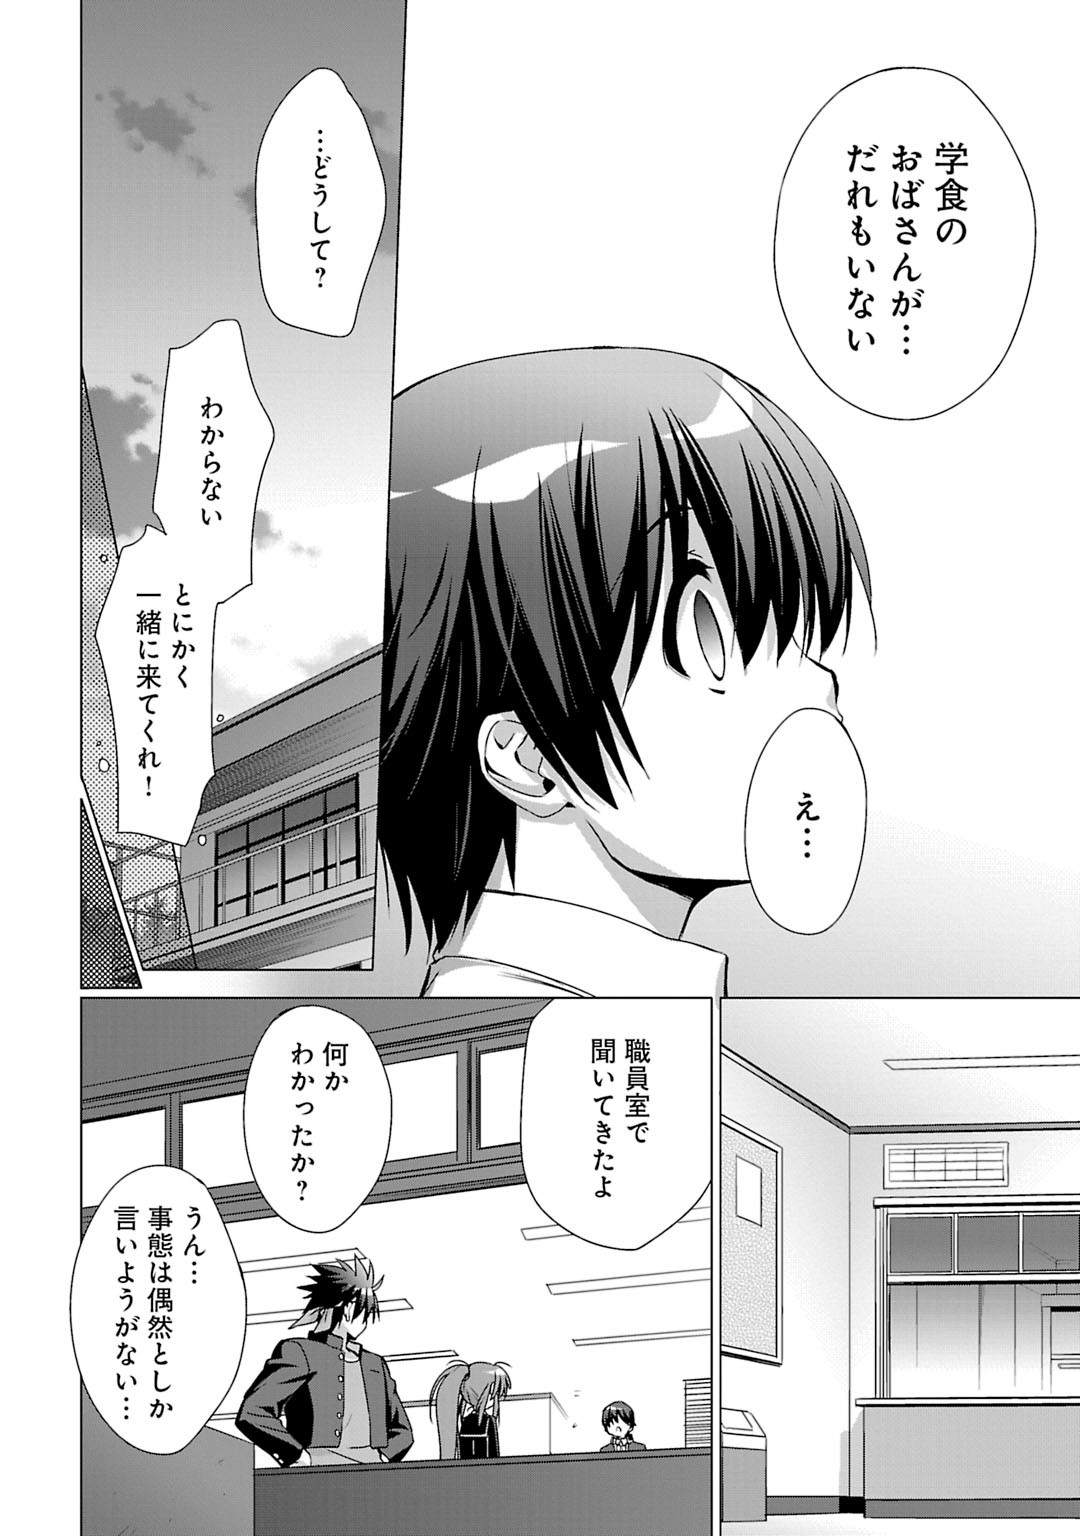 学食の
おばさんが…
だれもいない
え…
…どうして?
わからない
とにかく
一緒に来てくれ!
職員室で
聞いてきたよ
何か
わかったか?
うん…
事態は偶然としか
言いようがない…